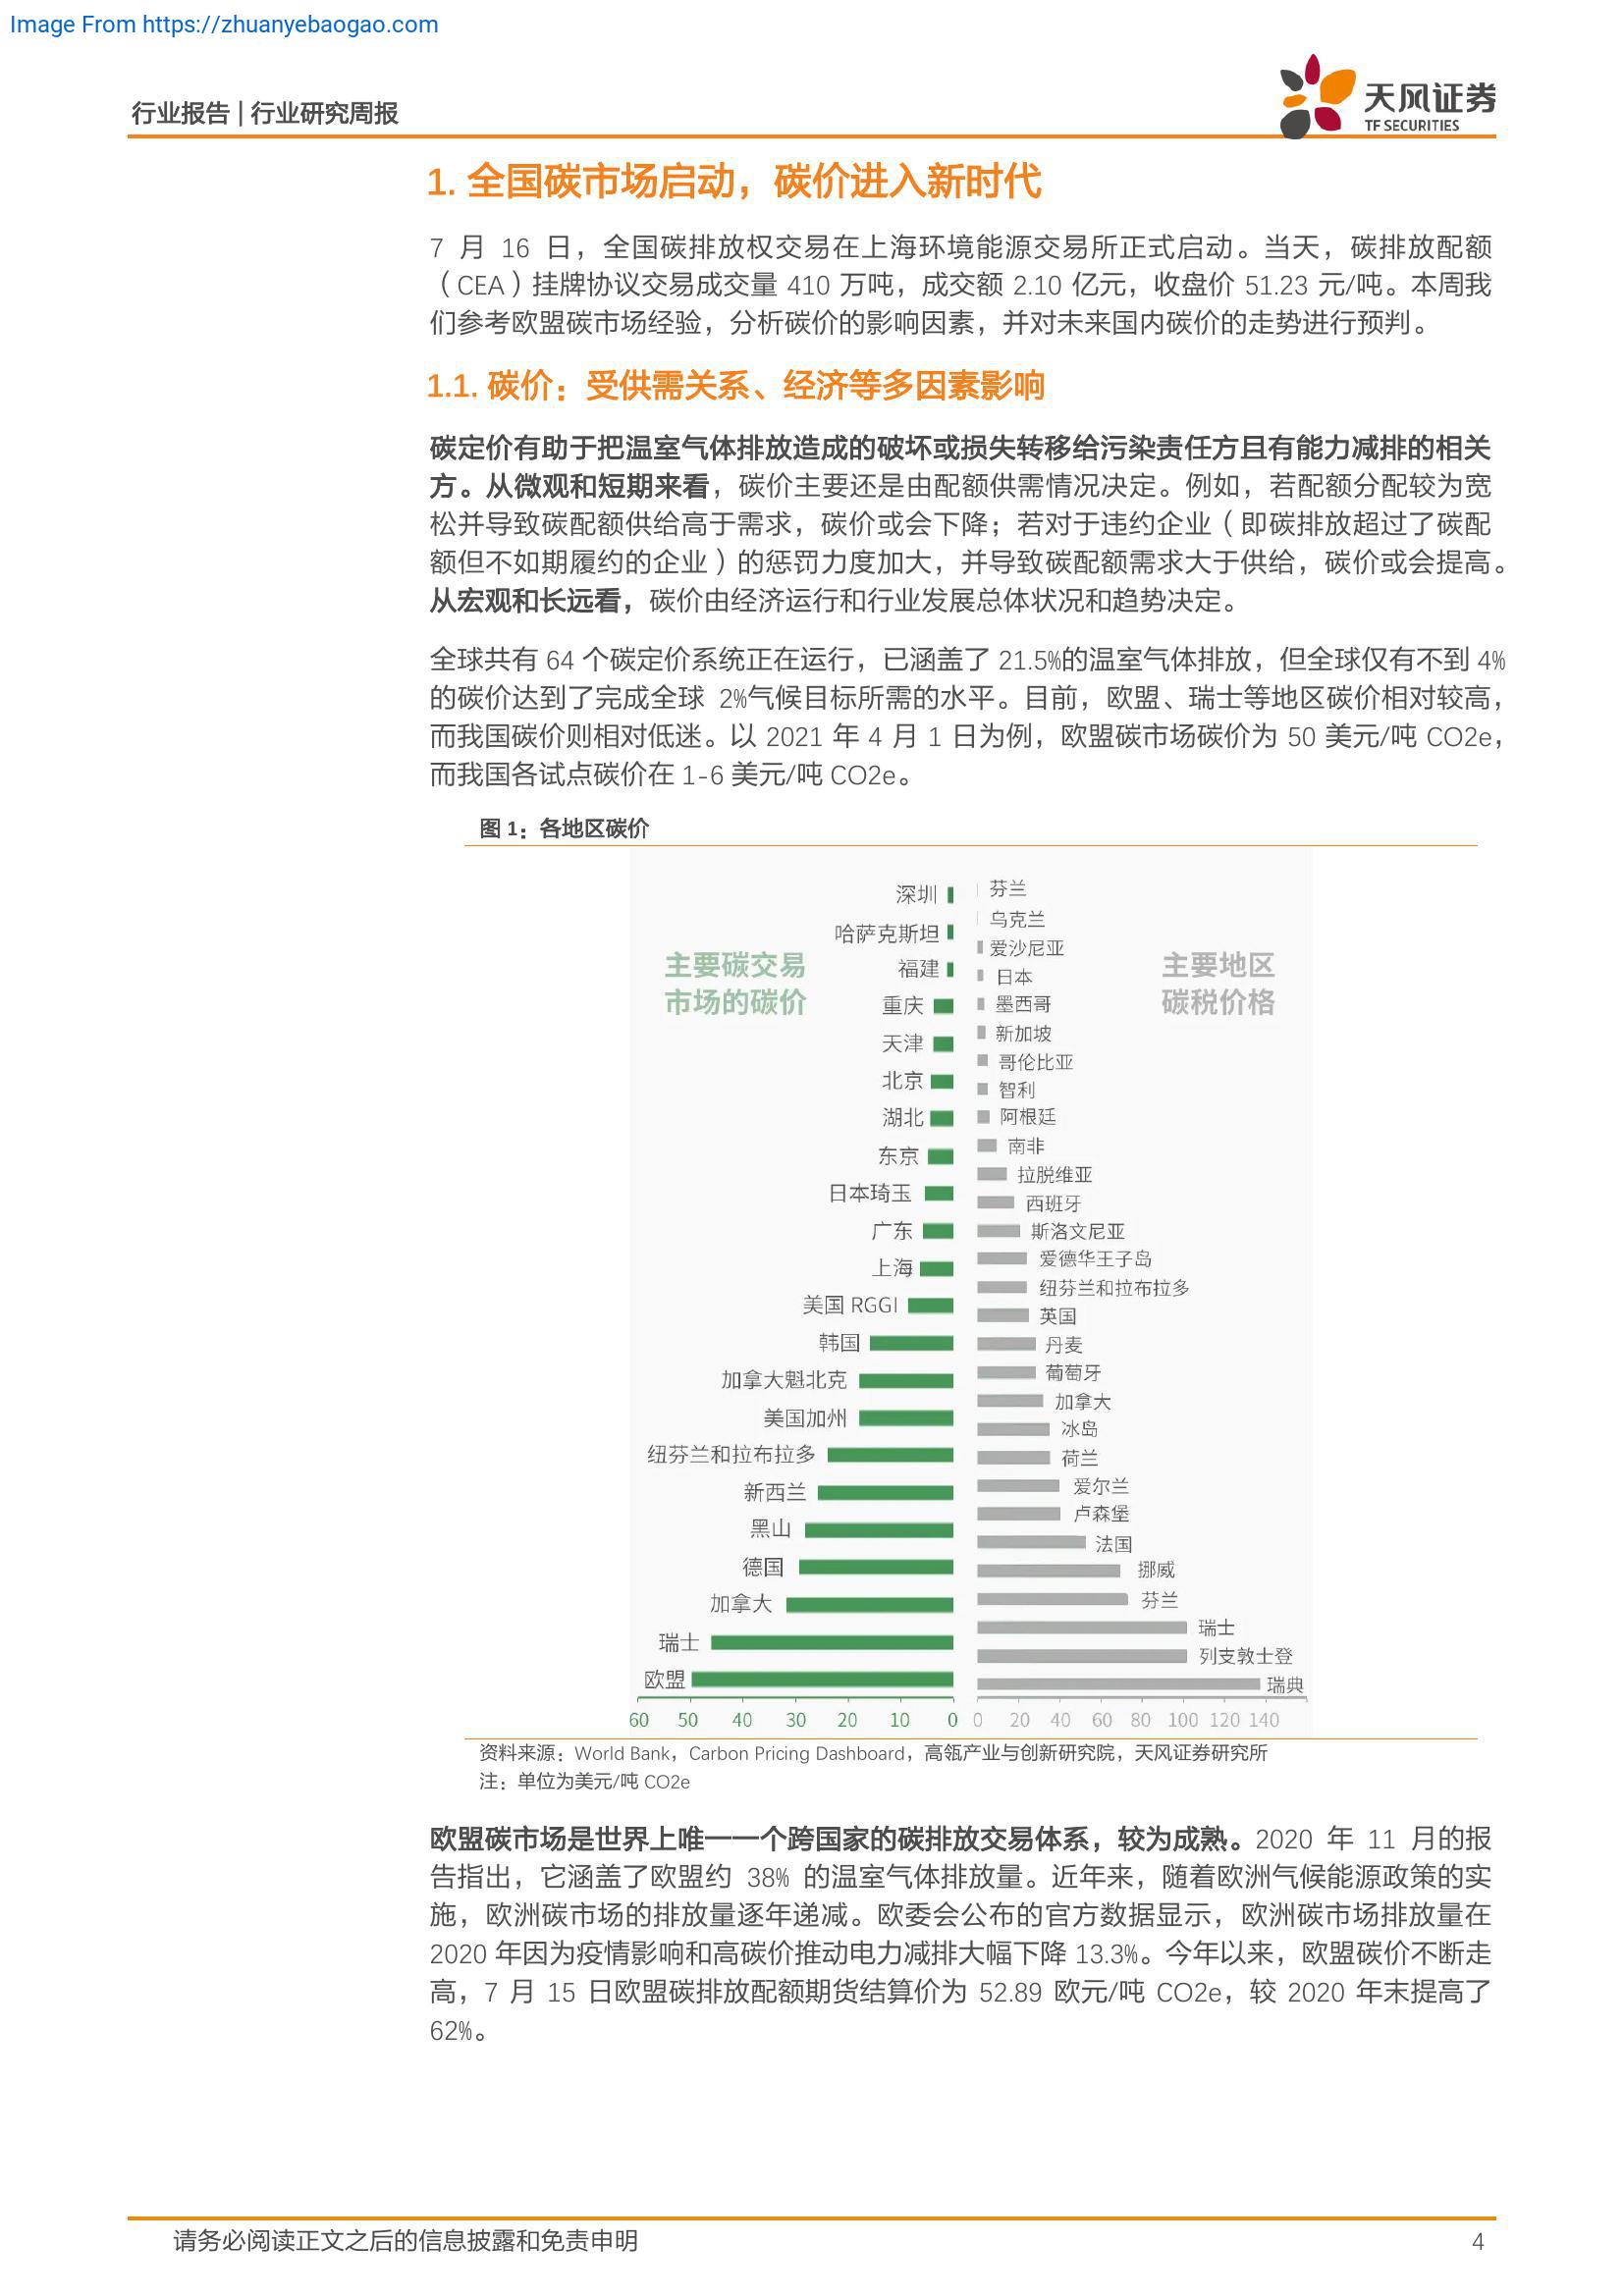 Image From https://zhuanyebaogao.com
行业报告 | 行业研究周报
天风证券
TF SECURITIES
1. 全国碳市场启动，碳价进入新时代
7 月 16 日，全国碳排放权交易在上海环境能源交易所正式启动。当天，碳排放配额
（CEA）挂牌协议交易成交量 410 万吨，成交额 2.10 亿元，收盘价 51.23 元/吨。本周我
们参考欧盟碳市场经验，分析碳价的影响因素，并对未来国内碳价的走势进行预判。
1.1. 碳价：受供需关系、经济等多因素影响
碳定价有助于把温室气体排放造成的破坏或损失转移给污染责任方且有能力减排的相关
方。从微观和短期来看，碳价主要还是由配额供需情况决定。例如，若配额分配较为宽
松并导致碳配额供给高于需求，碳价或会下降；若对于违约企业（即碳排放超过了碳配
额但不如期履约的企业）的惩罚力度加大，并导致碳配额需求大于供给，碳价或会提高。
从宏观和长远看，碳价由经济运行和行业发展总体状况和趋势决定。
全球共有 64 个碳定价系统正在运行，已涵盖了 21.5%的温室气体排放，但全球仅有不到 4%
的碳价达到了完成全球 2%气候目标所需的水平。目前，欧盟、瑞士等地区碳价相对较高，
而我国碳价则相对低迷。以 2021 年 4 月 1 日为例，欧盟碳市场碳价为 50 美元/吨 CO2e，
而我国各试点碳价在 1-6 美元/吨 CO2e。
图 1：各地区碳价
主要碳交易
市场的碳价
深圳
哈萨克斯坦
福建
重庆
天津
北京
湖北
东京
日本琦玉
广东
上海
美国 RGGI
韩国
加拿大魁北克
美国加州
纽芬兰和拉布拉多
新西兰
黑山
德国
加拿大
瑞士
欧盟
60 50 40 30 20 10 0
主要地区
碳税价格
芬兰
乌克兰
爱沙尼亚
日本
墨西哥
新加坡
哥伦比亚
智利
阿根廷
南非
拉脱维亚
西班牙
斯洛文尼亚
爱德华王子岛
纽芬兰和拉布拉多
英国
丹麦
葡萄牙
加拿大
冰岛
荷兰
爱尔兰
卢森堡
法国
挪威
芬兰
瑞士
列支敦士登
瑞典
0 20 40 60 80 100 120 140
资料来源：World Bank，Carbon Pricing Dashboard，高瓴产业与创新研究院，天风证券研究所
注：单位为美元/吨 CO2e
欧盟碳市场是世界上唯一一个跨国家的碳排放交易体系，较为成熟。2020 年 11 月的报
告指出，它涵盖了欧盟约 38% 的温室气体排放量。近年来，随着欧洲气候能源政策的实
施，欧洲碳市场的排放量逐年递减。欧委会公布的官方数据显示，欧洲碳市场排放量在
2020 年因为疫情影响和高碳价推动电力减排大幅下降 13.3%。今年以来，欧盟碳价不断走
高，7 月 15 日欧盟碳排放配额期货结算价为 52.89 欧元/吨 CO2e，较 2020 年末提高了
62%。
请务必阅读正文之后的信息披露和免责申明
4